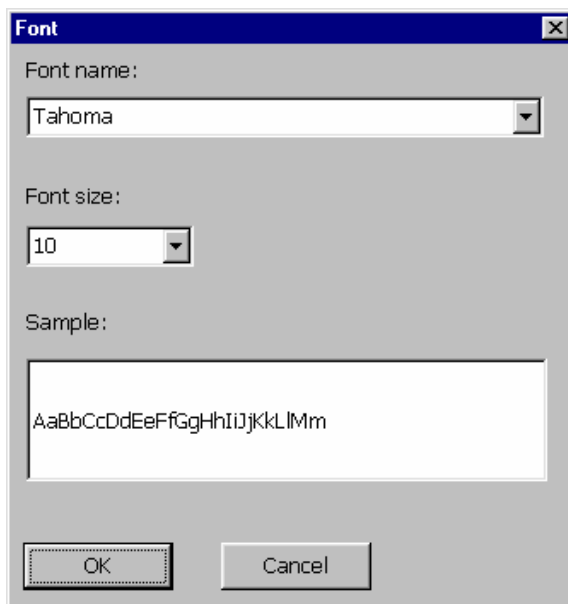 Font
Font name:
Tahoma
Font size:
10
Sample:
AaBbCcDdEeFfGgHhIiJjKkLlMm
OK
Cancel